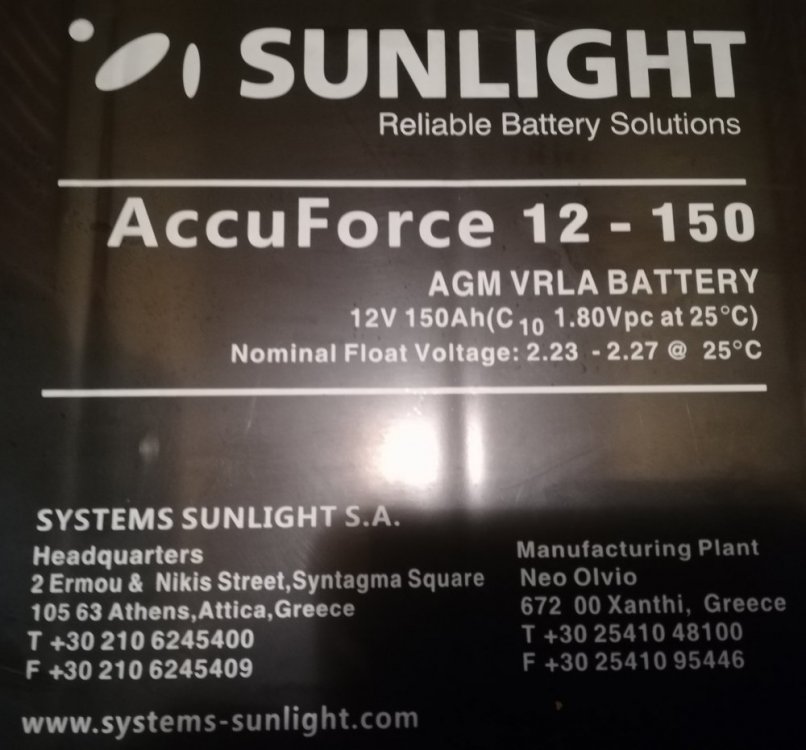 SUNLIGHT
Reliable Battery Solutions
AccuForce 12 - 150
AGM VRLA BATTERY
12V 150Ah(C10 1.80Vpc at 25°C)
Nominal Float Voltage: 2.23 - 2.27 @ 25°C
SYSTEMS SUNLIGHT S.A.
Headquarters
2 Ermou & Nikis Street,Syntagma Square
105 63 Athens,Attica,Greece
T +30 210 6245400
F +30 210 6245409
Manufacturing Plant
Neo Olvio
672 00 Xanthi, Greece
T +30 25410 48100
F +30 25410 95446
www.systems-sunlight.com